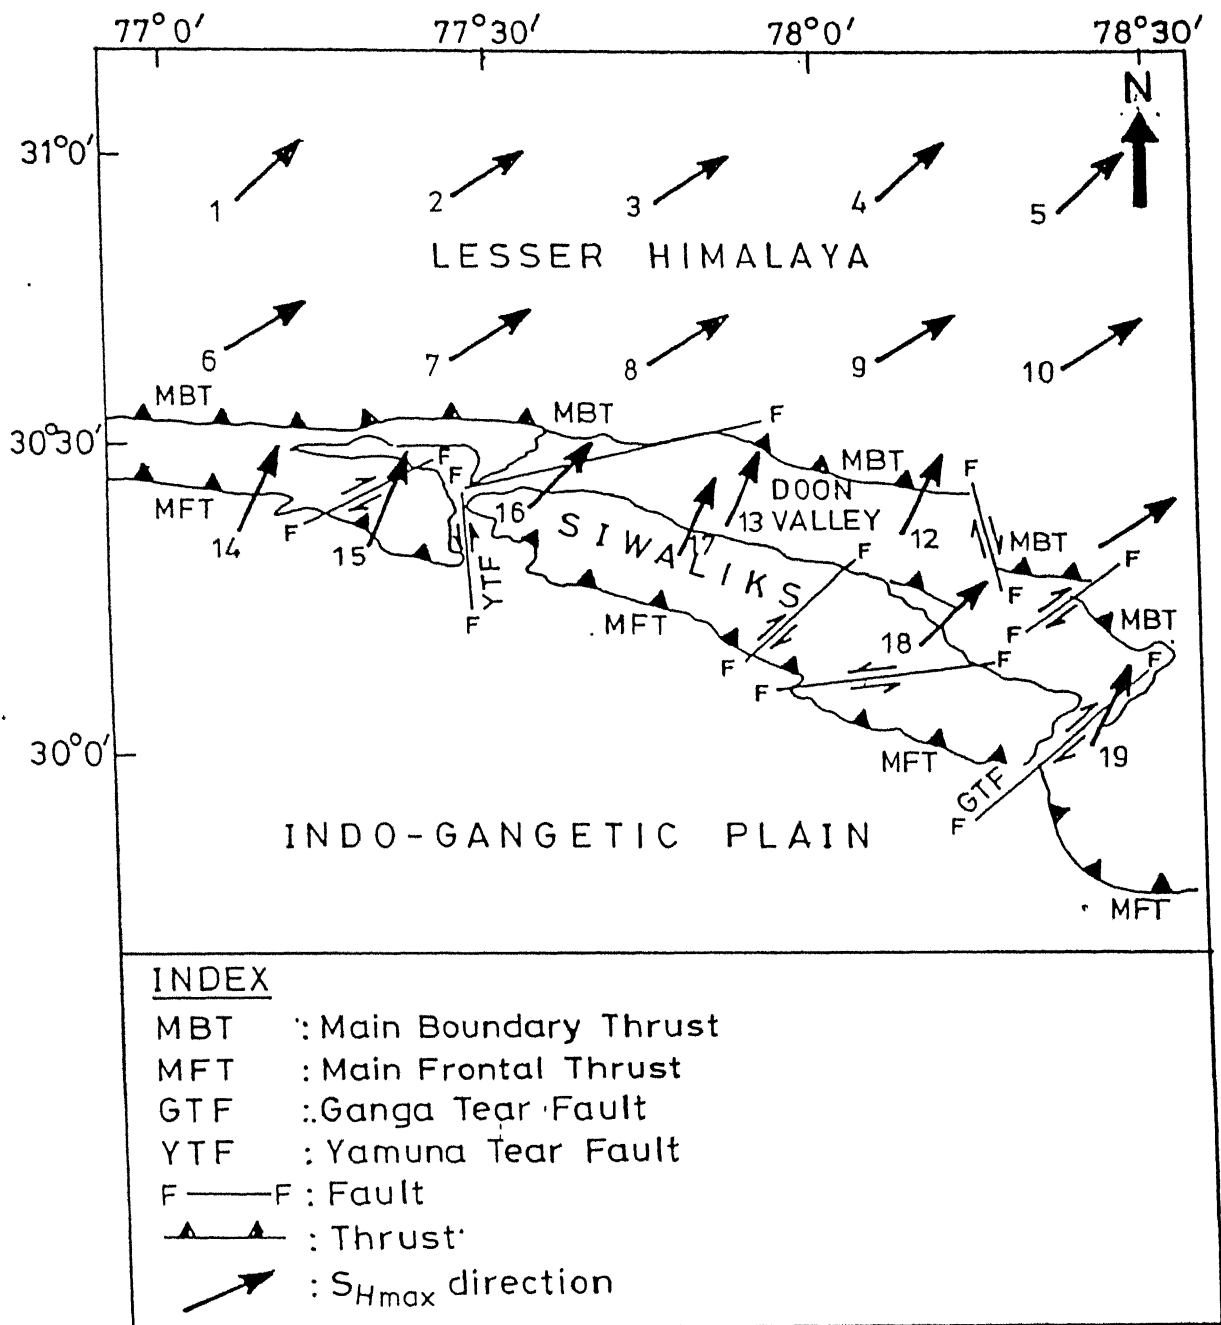 77°0' 77°30' 78°0' 78°30'
N
31°0'
1 2 3 4 5
LESSER HIMALAYA
6 7 8 9 10
MBT MBT F
30°30' F MBT F
F DOON
MFT 16 13 VALLEY
F 14 15 SIWALIKS 17 12 MBT
YTF F F F
F MFT 18 F MBT
F F F
F
30°0' MFT GTF 19
F
INDO-GANGETIC PLAIN
MFT
INDEX
MBT : Main Boundary Thrust
MFT : Main Frontal Thrust
GTF : Ganga Tear Fault
YTF : Yamuna Tear Fault
F F : Fault
: Thrust
: SHmax direction